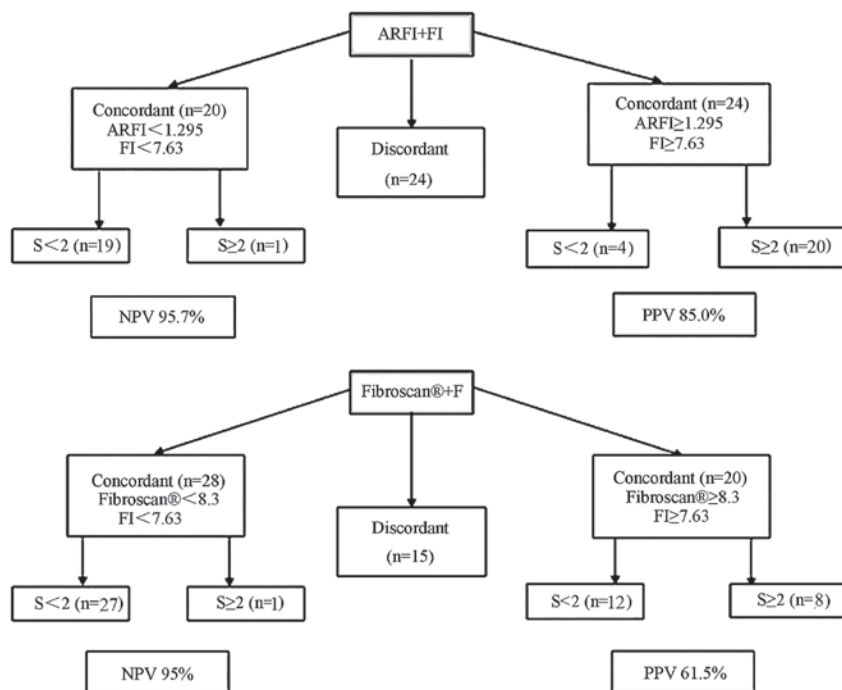 ARFI+FI
Concordant (n=20)
ARFI<1.295
FI<7.63
Discordant
(n=24)
Concordant (n=24)
ARFI≥1.295
FI≥7.63
S<2 (n=19)
S≥2 (n=1)
S<2 (n=4)
S≥2 (n=20)
NPV 95.7%
PPV 85.0%
Fibroscan®+F
Concordant (n=28)
Fibroscan®<8.3
FI<7.63
Discordant
(n=15)
Concordant (n=20)
Fibroscan®≥8.3
FI≥7.63
S<2 (n=27)
S≥2 (n=1)
S<2 (n=12)
S≥2 (n=8)
NPV 95%
PPV 61.5%